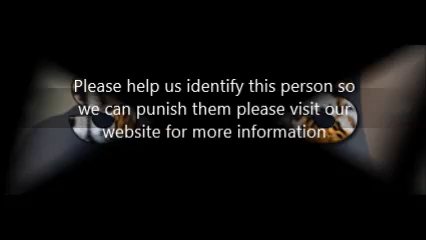 Please help us identify this person so
we can punish them please visit our
website for more information